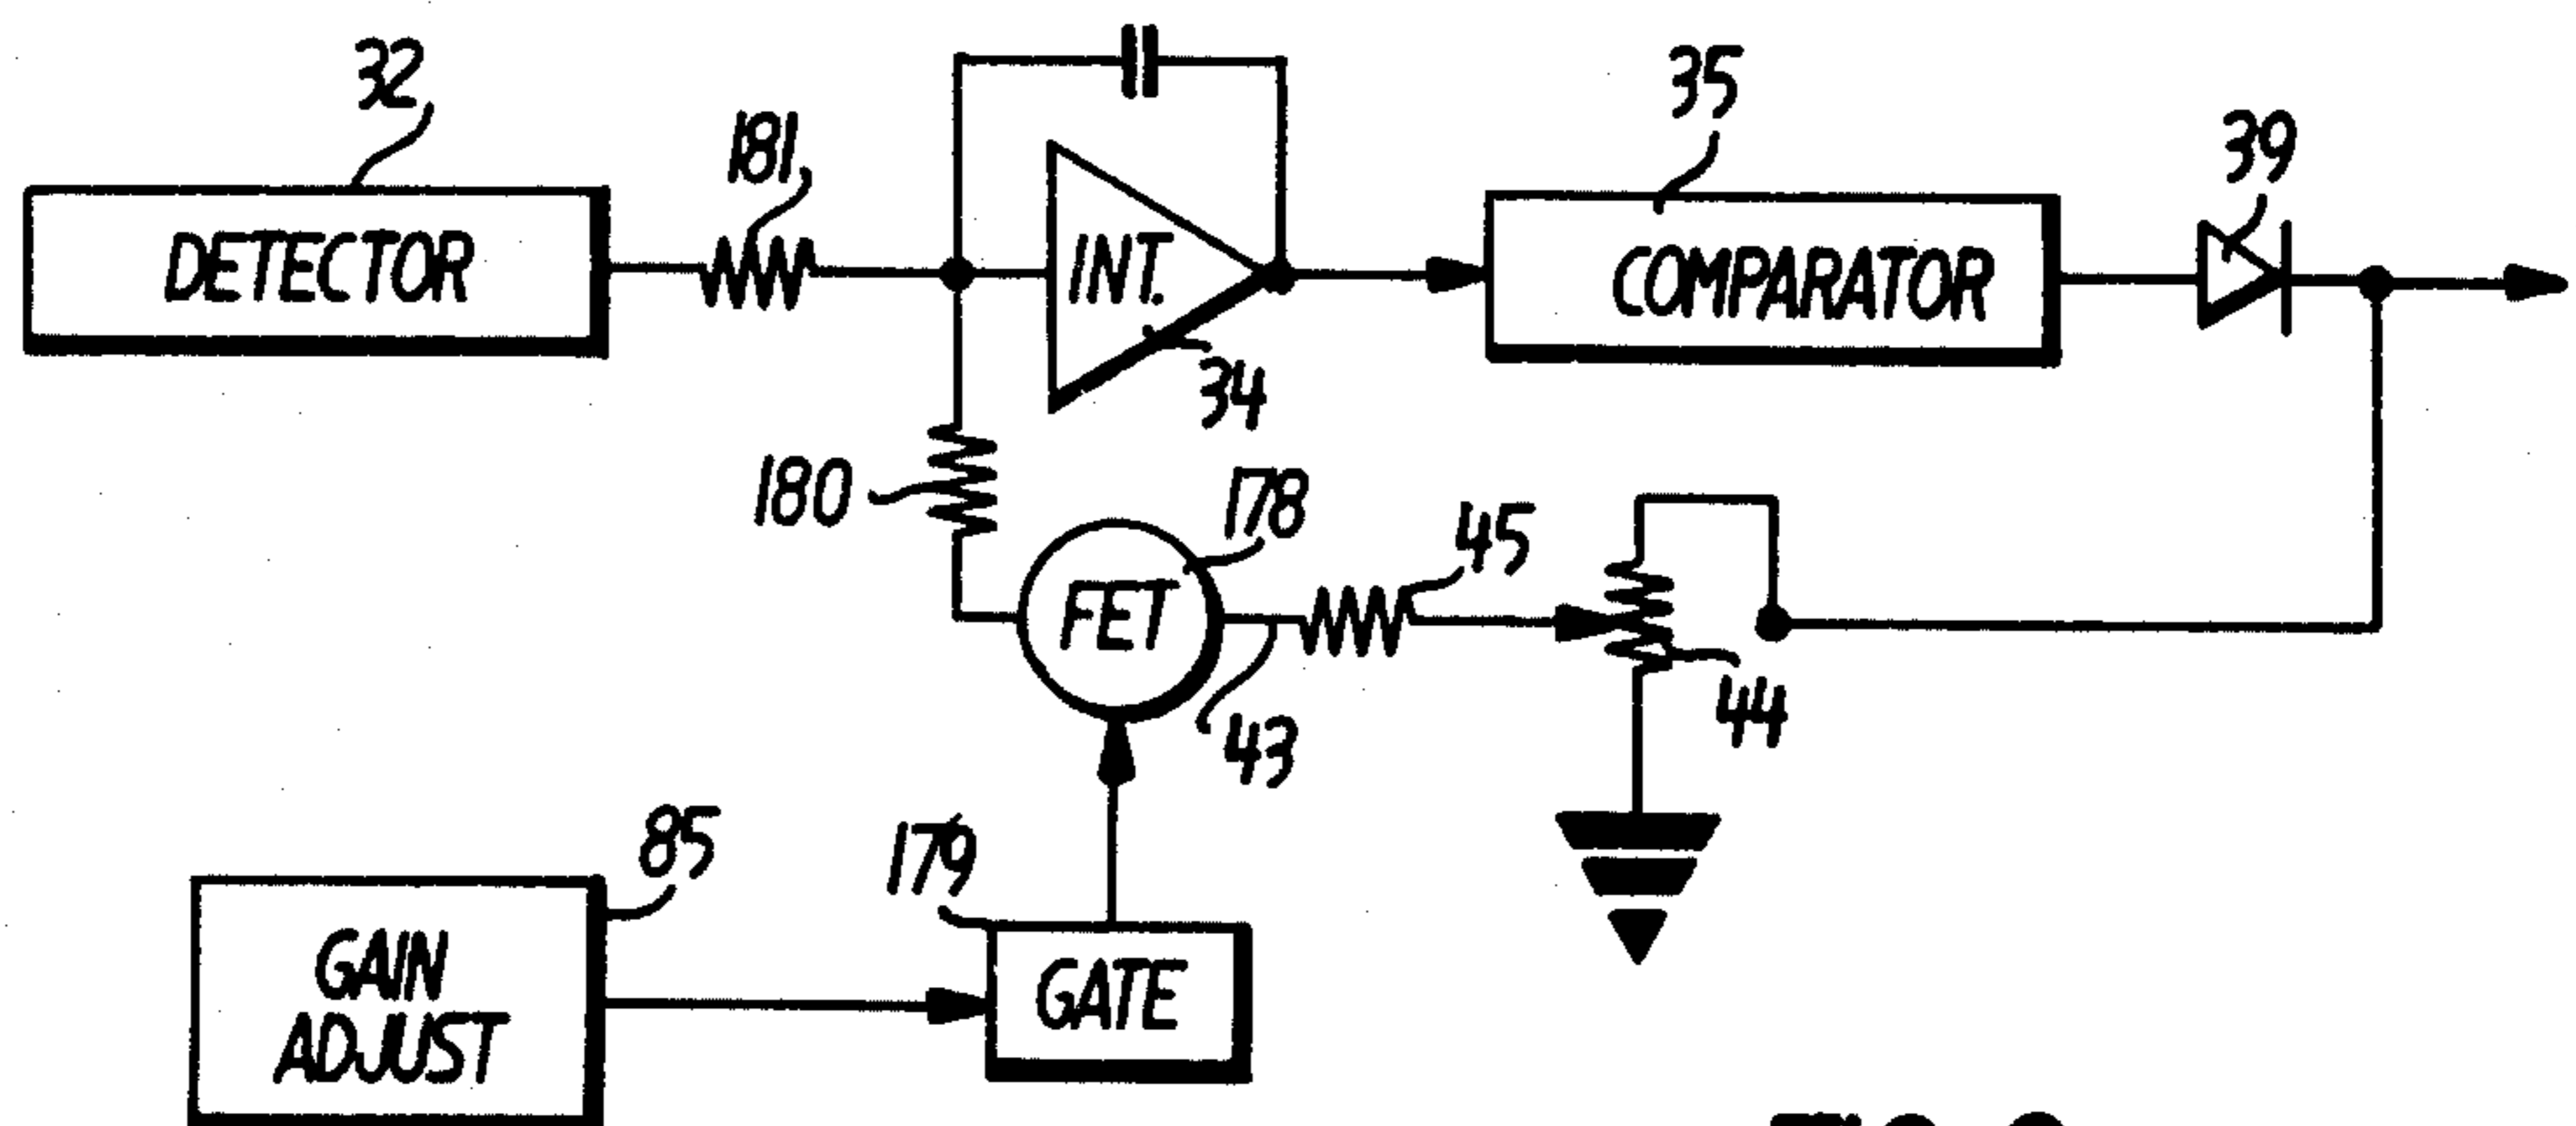 32
181
35
39
DETECTOR
INT.
COMPARATOR
34
180
178
45
FET
43
44
85
179
GAIN
ADJUST
GATE